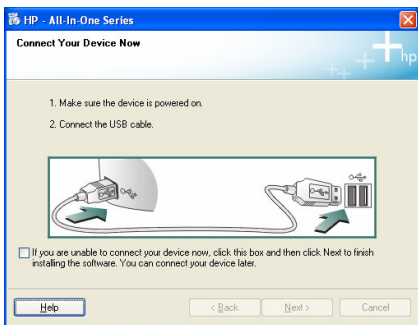 HP - All-In-One Series
Connect Your Device Now
hp
1. Make sure the device is powered on.
2. Connect the USB cable.
If you are unable to connect your device now, click this box and then click Next to finish
installing the software. You can connect your device later.
Help
< Back
Next >
Cancel